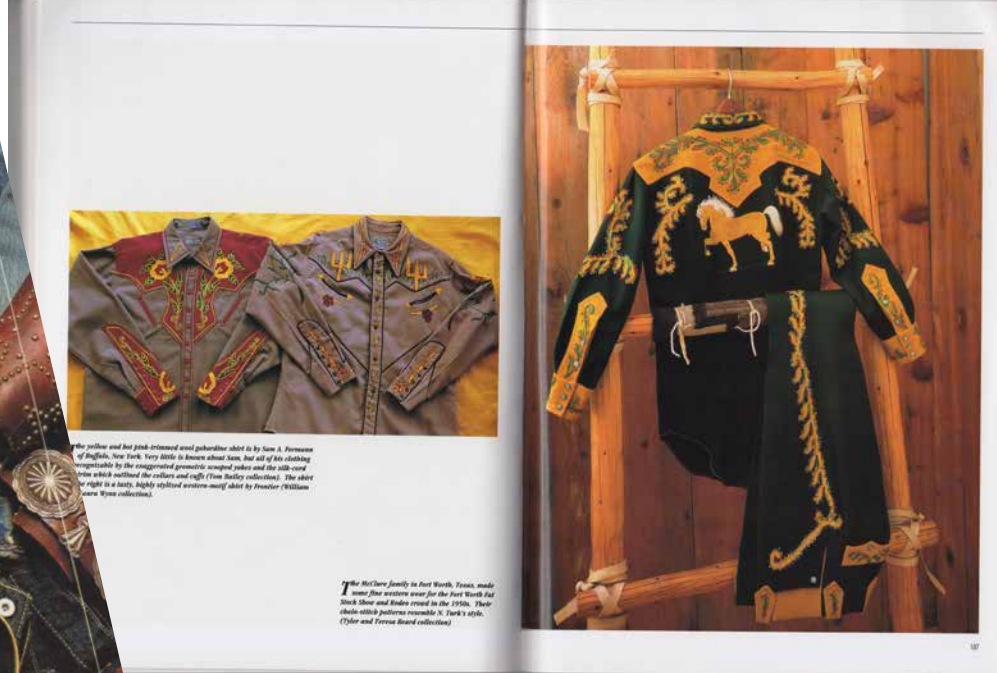 he yellow and hot pink-trimmed wool gabardine shirt is by Sam A. Formann
of Buffalo, New York. Very little is known about Sam, but all of his clothing
recognizable by the exaggerated geometric scooped yokes and the silk-cord
trim which outlined the collars and cuffs (Tom Bailey collection). The shirt
he right is a tasty, highly stylized western-motif shirt by Frontier (William
Laura Wynn collection).
The McClure family in Fort Worth, Texas, made
some fine western wear for the Fort Worth Fat
Stock Show and Rodeo crowd in the 1950s. Their
chain-stitch patterns resemble N. Turk's style.
(Tyler and Teresa Beard collection)
187